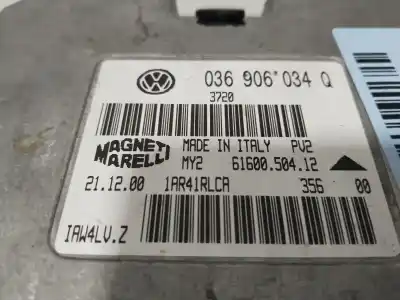 036 906 034 Q
3720
MAGNETI MARELLI
MADE IN ITALY PV2
MY2 61600.504.12
21.12.00 1AR41RLCA 356 00
IAW4LV.Z